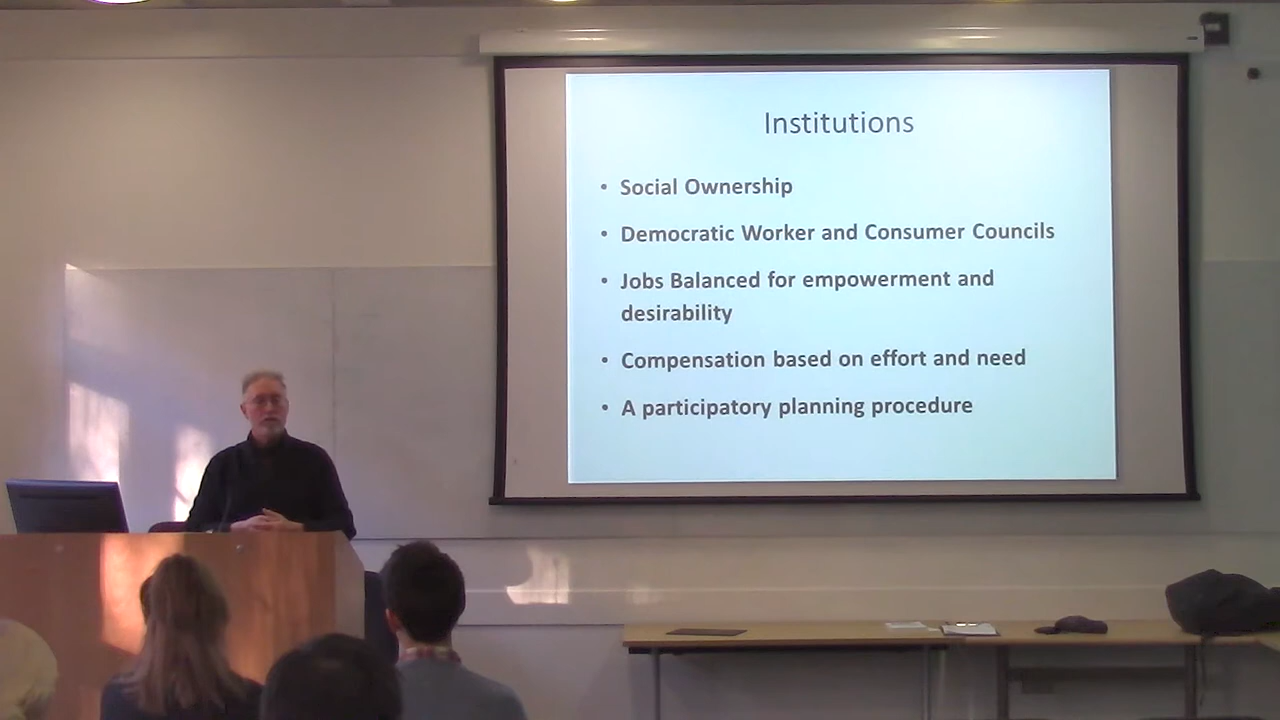 Institutions
• Social Ownership
• Democratic Worker and Consumer Councils
• Jobs Balanced for empowerment and
desirability
• Compensation based on effort and need
• A participatory planning procedure